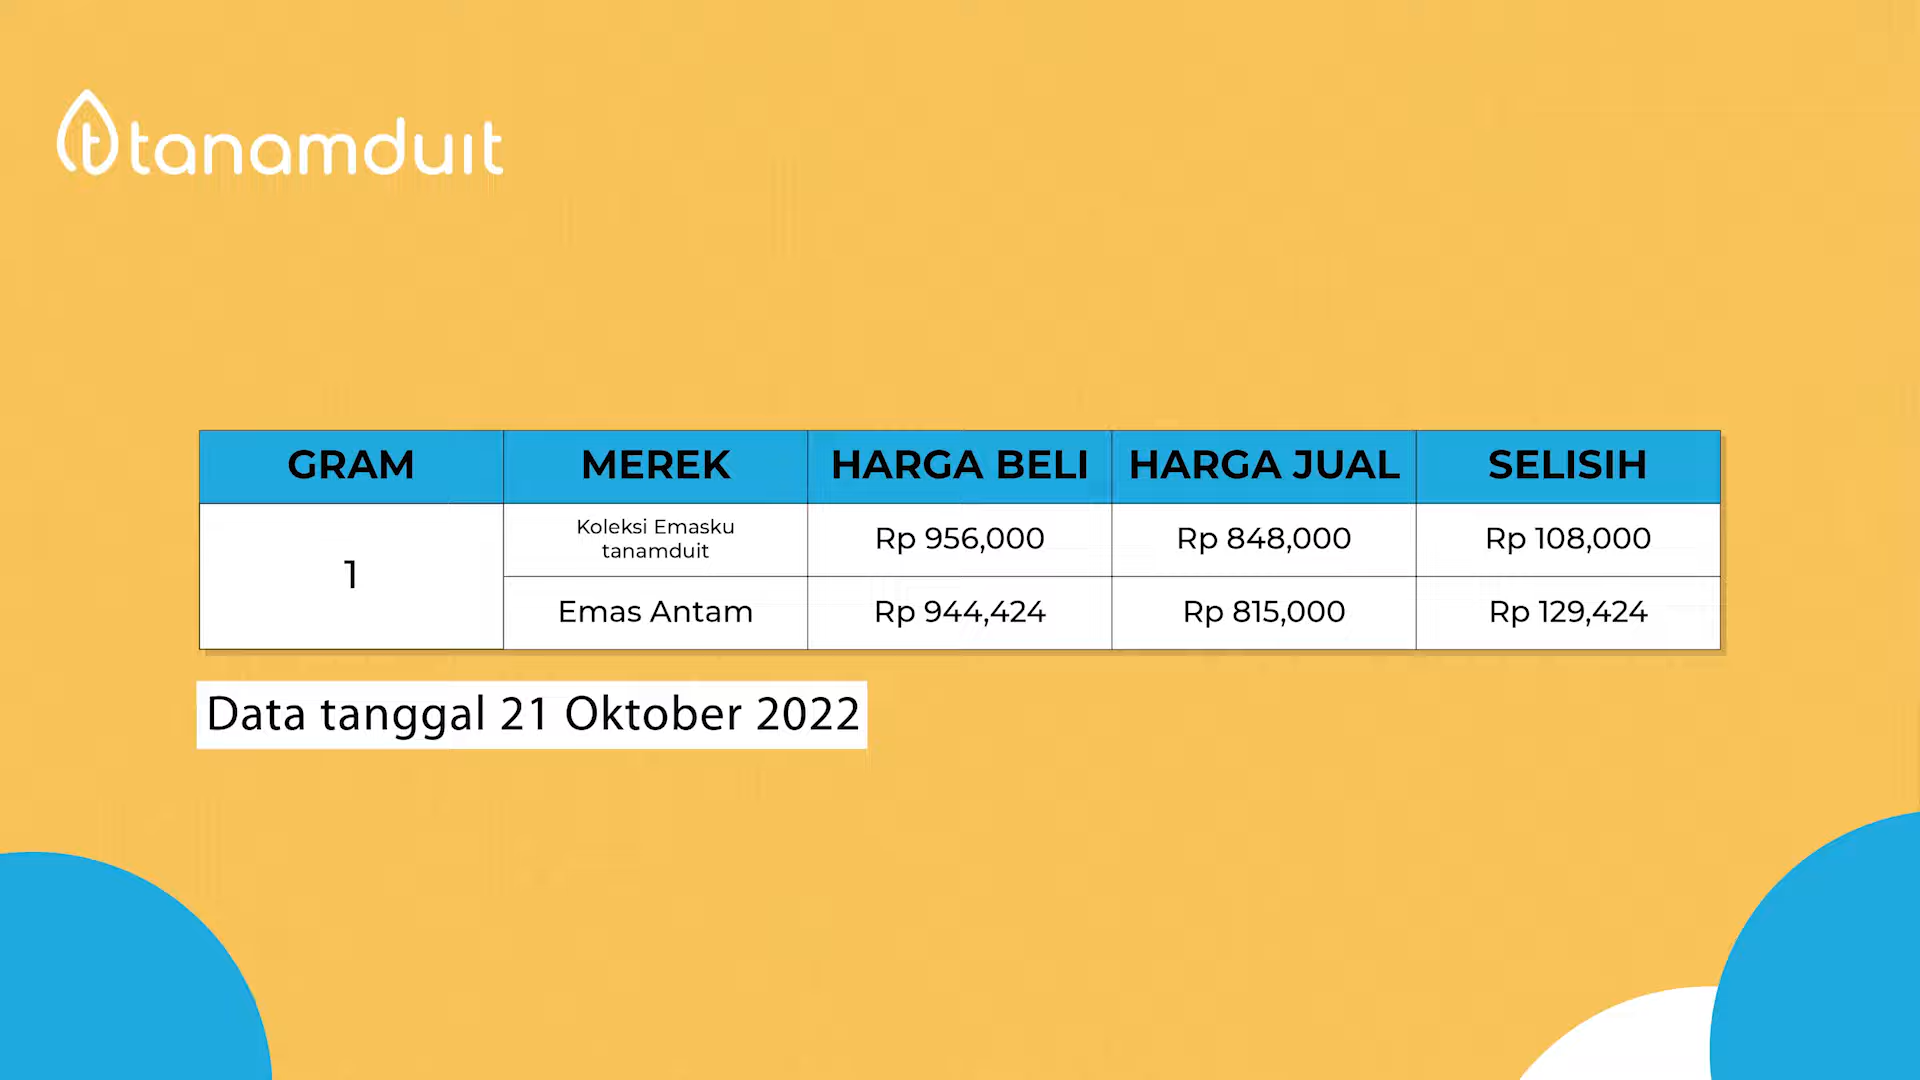 tanamduit
GRAM MEREK HARGA BELI HARGA JUAL SELISIH
1
Koleksi Emasku
tanamduit
Rp 956,000 Rp 848,000 Rp 108,000
Emas Antam Rp 944,424 Rp 815,000 Rp 129,424
Data tanggal 21 Oktober 2022